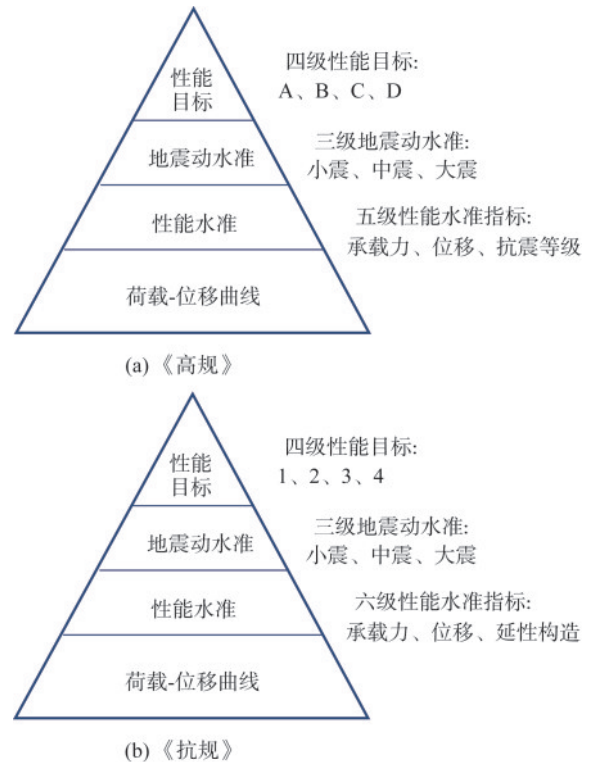 性能
目标
四级性能目标:
A、B、C、D
地震动水准
三级地震动水准:
小震、中震、大震
性能水准
五级性能水准指标:
承载力、位移、抗震等级
荷载-位移曲线
(a) 《高规》
性能
目标
四级性能目标:
1、2、3、4
地震动水准
三级地震动水准:
小震、中震、大震
性能水准
六级性能水准指标:
承载力、位移、延性构造
荷载-位移曲线
(b) 《抗规》